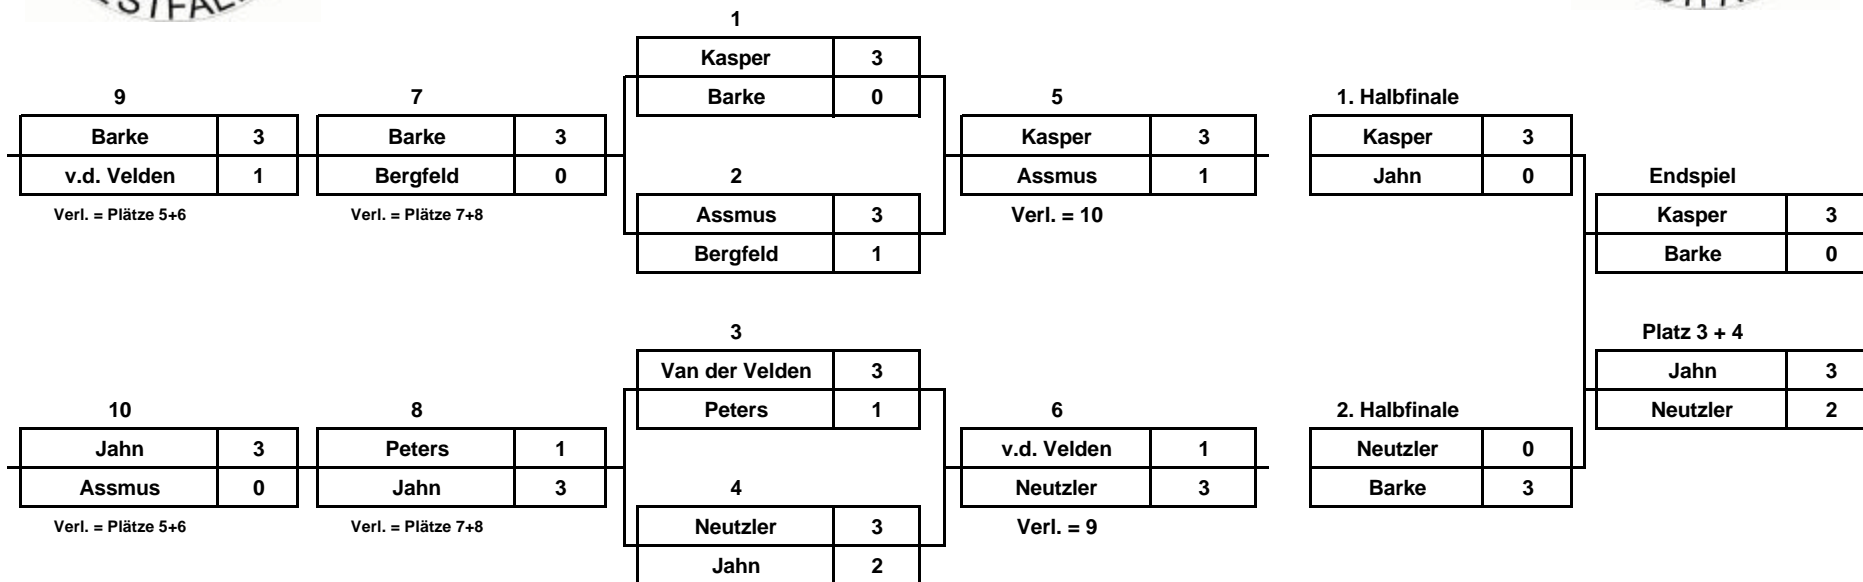 1
Kasper 3
Barke 0
9 7 5 1. Halbfinale
Barke 3 Barke 3 Kasper 3 Kasper 3
v.d. Velden 1 Bergfeld 0 2 Assmus 1 Jahn 0 Endspiel
Verl. = Plätze 5+6 Verl. = Plätze 7+8 Assmus 3 Verl. = 10 Kasper 3
Bergfeld 1 Barke 0
3 Platz 3 + 4
Van der Velden 3 Jahn 3
10 8 Peters 1 6 2. Halbfinale Neutzler 2
Jahn 3 Peters 1 v.d. Velden 1 Neutzler 0
Assmus 0 Jahn 3 4 Neutzler 3 Barke 3
Verl. = Plätze 5+6 Verl. = Plätze 7+8 Neutzler 3 Verl. = 9
Jahn 2